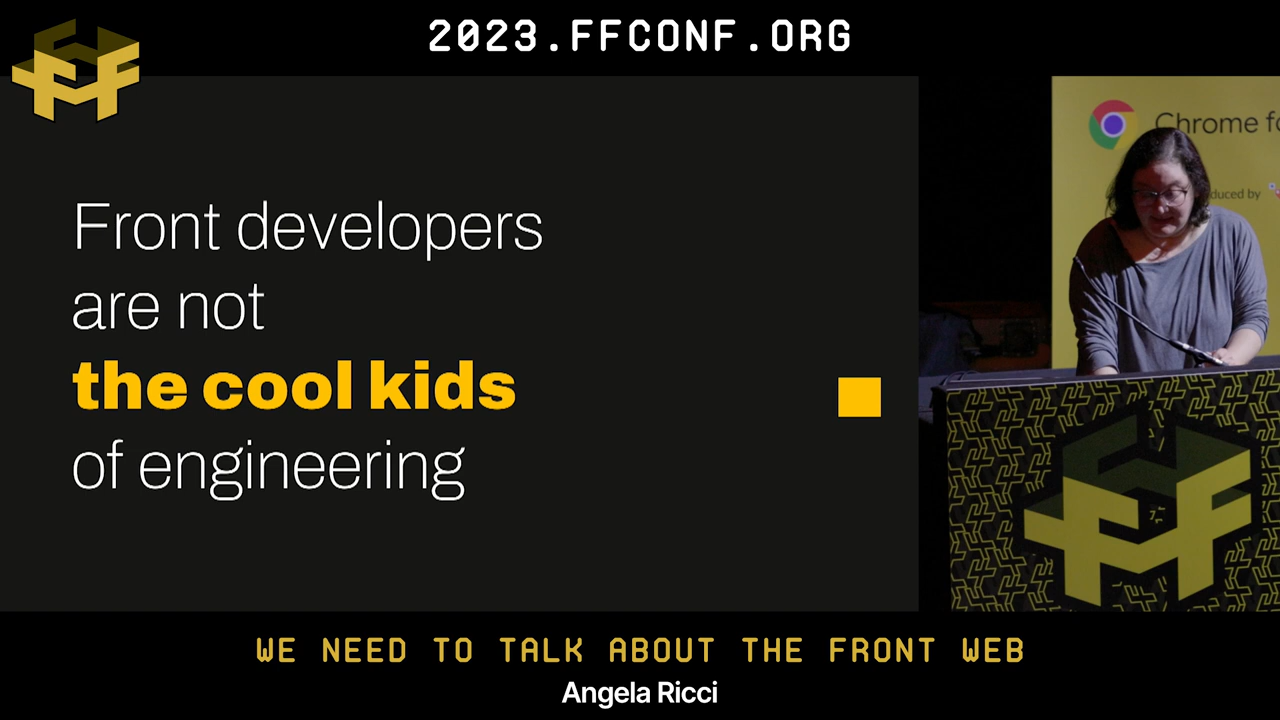 2023.FFCONF.ORG
Front developers
are not
the cool kids
of engineering
Chrome
duced by
WE NEED TO TALK ABOUT THE FRONT WEB
Angela Ricci